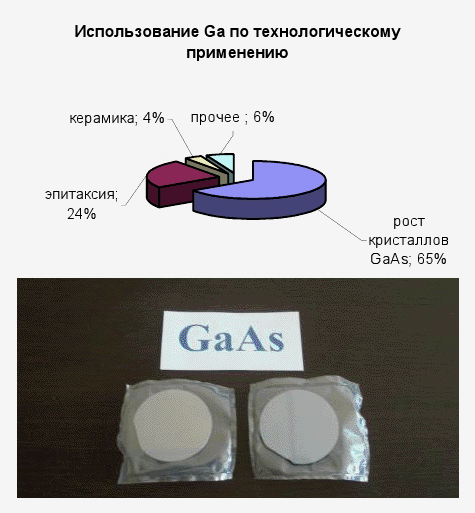 Использование Ga по технологическому
применению
керамика; 4%
прочее ; 6%
эпитаксия;
24%
рост
кристаллов
GaAs; 65%
GaAs